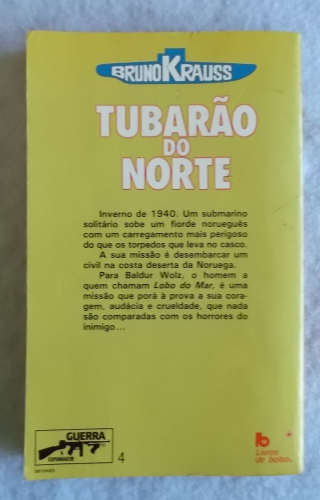 BRUNO KRAUSS
TUBARÃO
DO
NORTE
Inverno de 1940. Um submarino
solitário sobe um fiorde norueguês
com um carregamento mais perigoso
do que os torpedos que leva no casco.
A sua missão é desembarcar um
civil na costa deserta da Noruega.
Para Baldur Wolz, o homem a
quem chamam Lobo do Mar, é uma
missão que porà à prova a sua cora-
gem, audácia e crueldade, que nada
são comparadas com os horrores do
inimigo...
GUERRA
E
ESPIONAGEM
4
Livros
de bolso